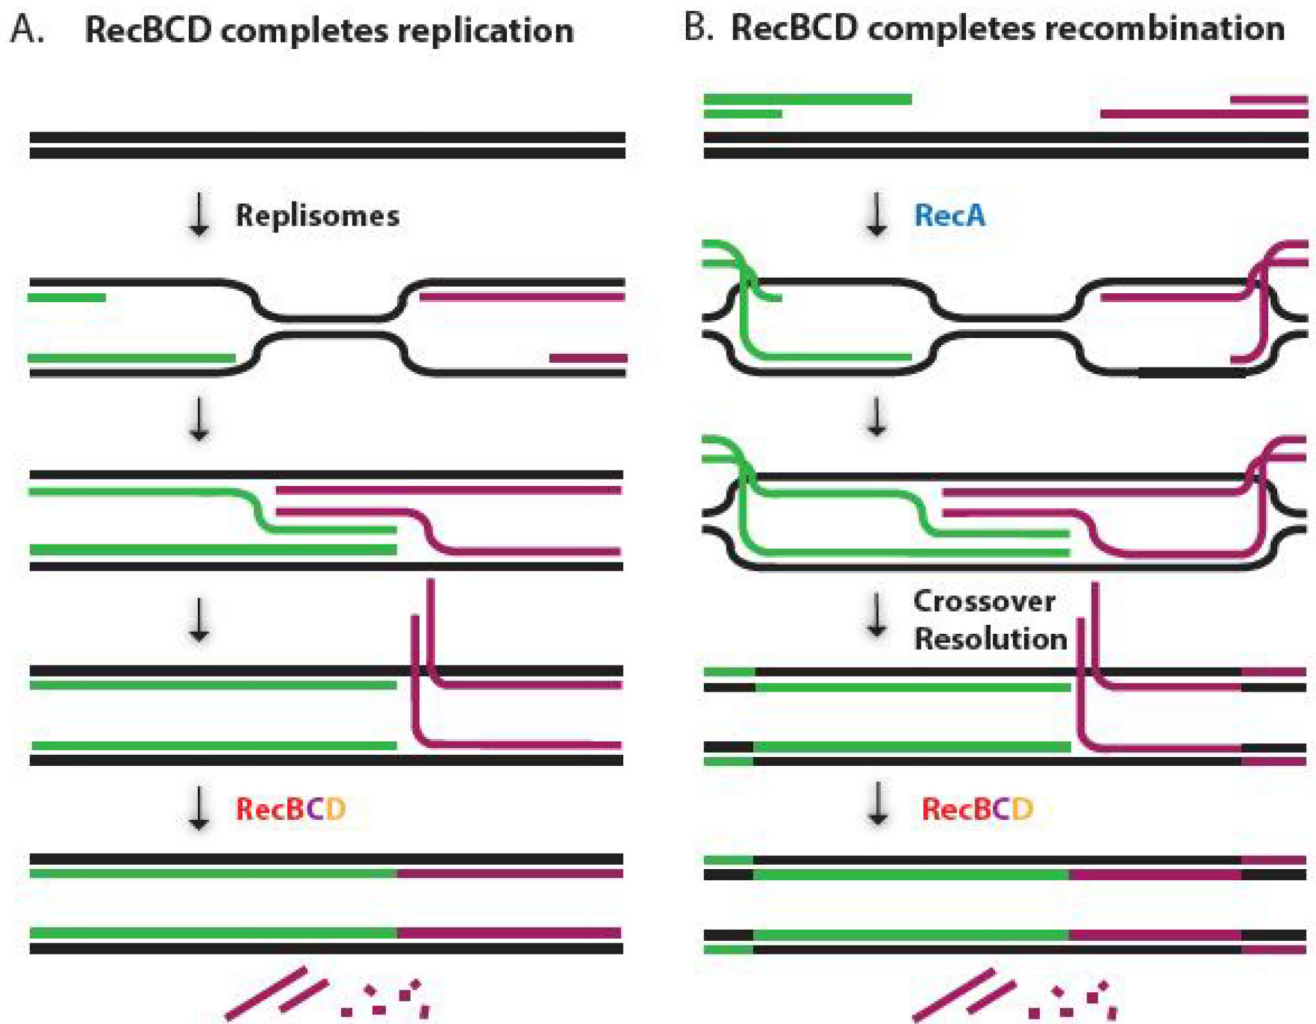 A. RecBCD completes replication
Replisomes
RecBCD
B. RecBCD completes recombination
RecA
Crossover
Resolution
RecBCD